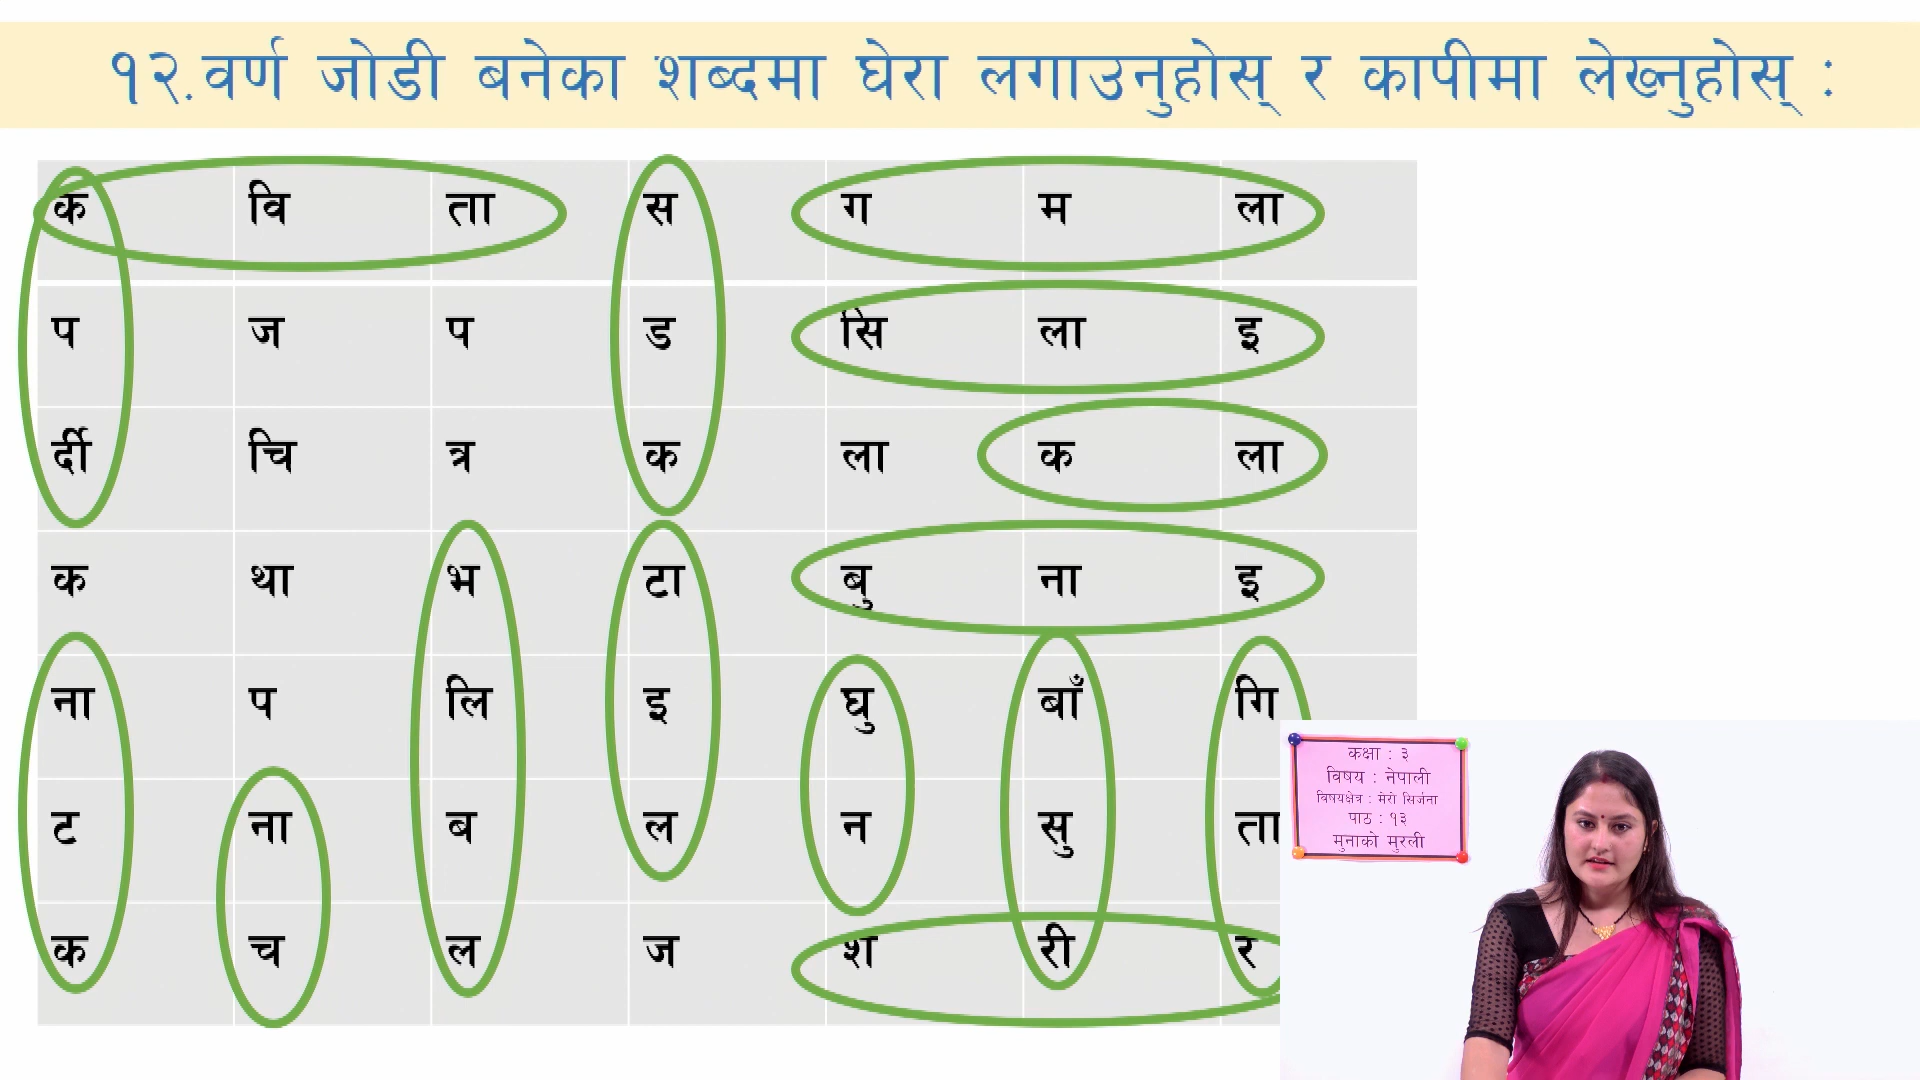 १२.वर्ण जोडी बनेका शब्दमा घेरा लगाउनुहोस् र कापीमा लेख्नुहोस् :
क वि ता स ग म ला
प ज प ड सि ला इ
र्दी चि त्र क ला क ला
क था भ टा बु ना इ
ना प लि इ घु बाँ गि
ट ना ब ल न सु ता
क च ल ज श री र
कक्षा : ३
विषय : नेपाली
विषयक्षेत्र : मेरो सिर्जना
पाठ : १३
मुनाको मुरली